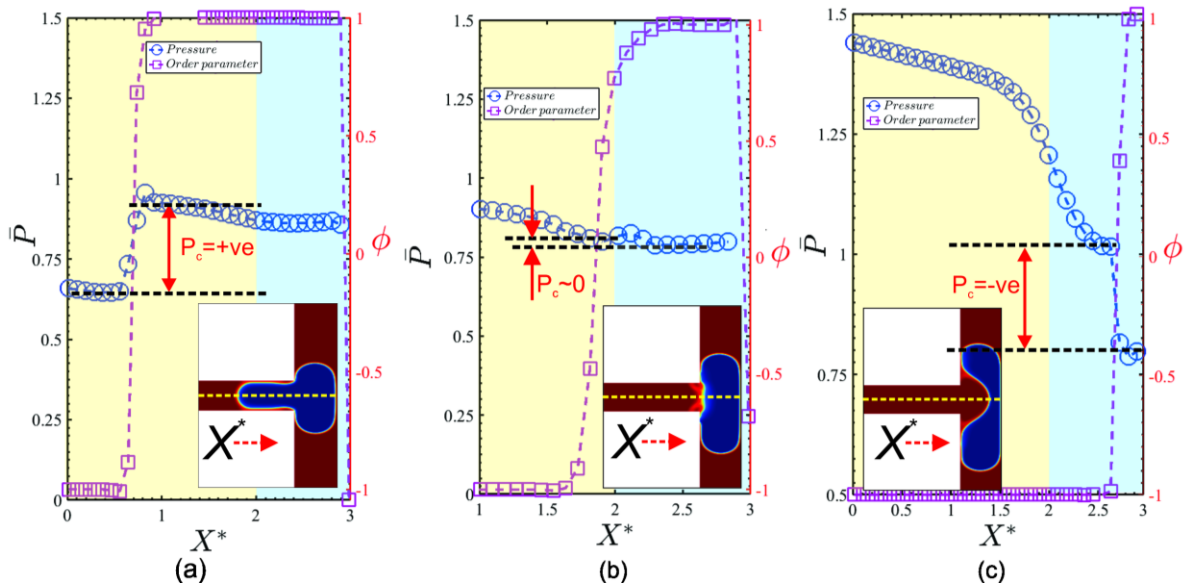 1.5
1.25
1
0.75
0.5
0.25
0
P̄
Pressure
Order parameter
P_c=+ve
X*
1
0.5
0
-0.5
-1
ϕ
0 1 2 3
X*
(a)
1.5
1.25
1
0.75
0.5
0.25
0
P̄
Pressure
Order parameter
P_c~0
X*
1
0.5
0
-0.5
-1
ϕ
1 1.5 2 2.5 3
X*
(b)
1.5
1.25
1
0.75
0.5
P̄
Pressure
Order parameter
P_c=-ve
X*
1
0.5
0
-0.5
-1
ϕ
0 0.5 1.0 1.5 2.0 2.5 3
X*
(c)